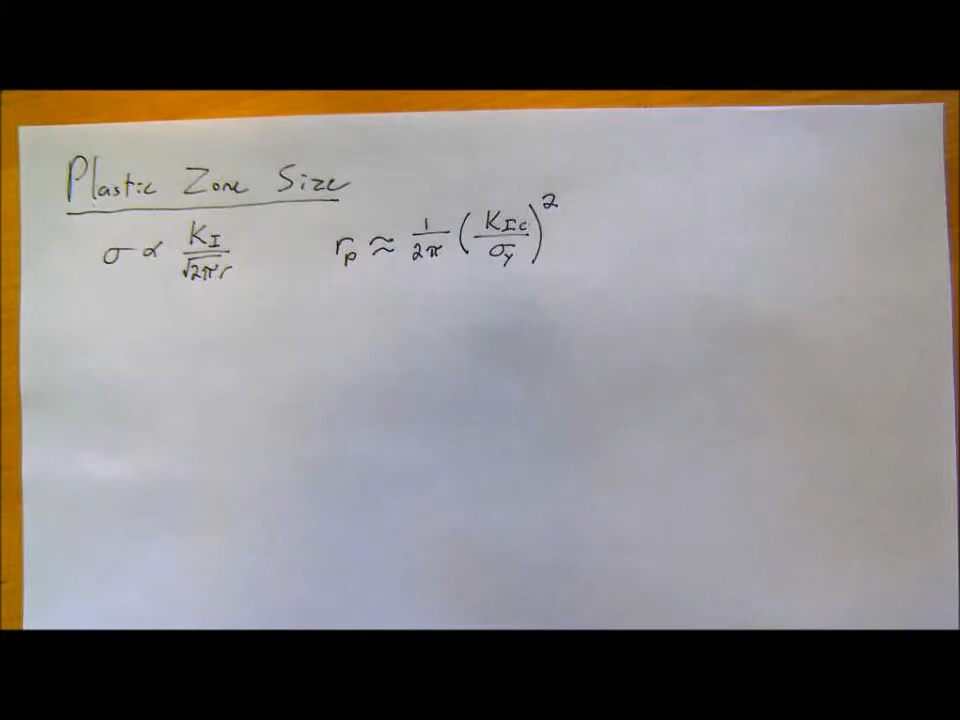 Plastic Zone Size
σ ∝ K_I / √(2πr)    r_p ≈ 1/(2π) (K_Ic / σ_y)^2